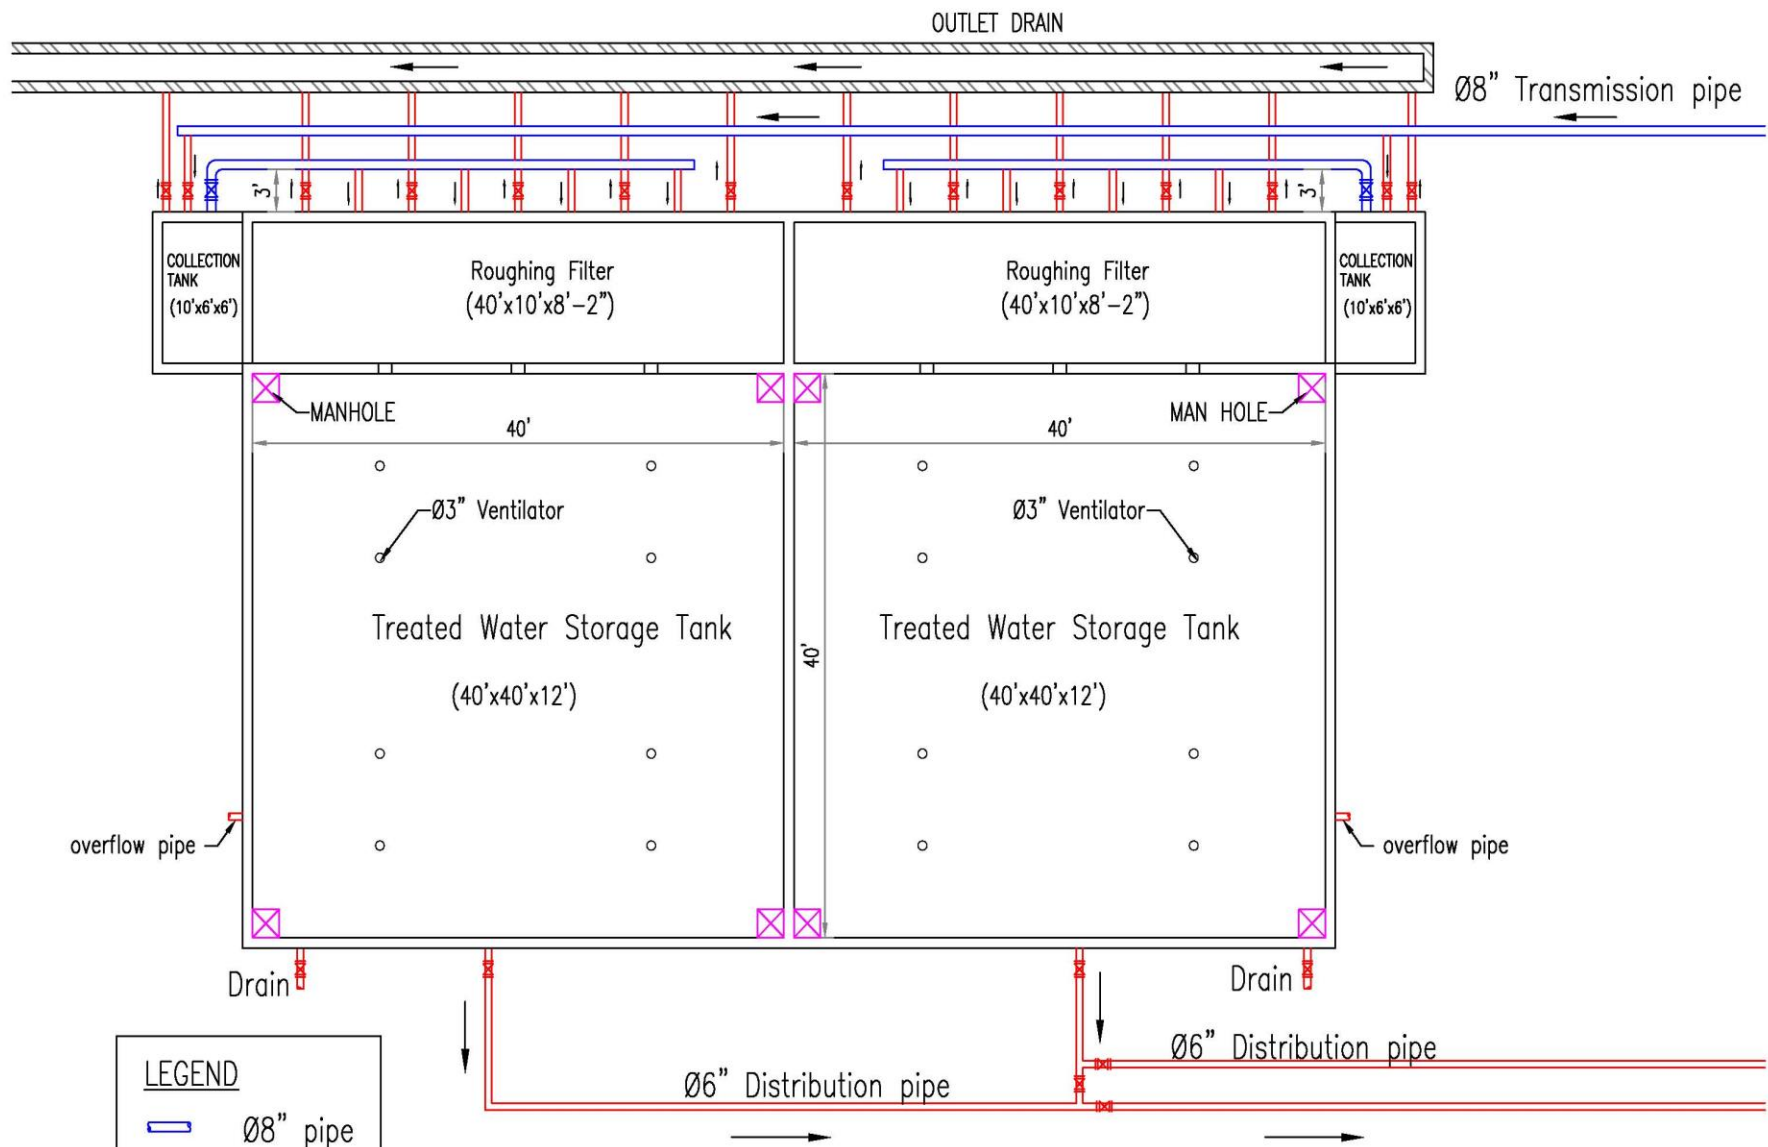 OUTLET DRAIN
Ø8” Transmission pipe
3'
3'
COLLECTION
TANK
(10'x6'x6')
Roughing Filter
(40'x10'x8'-2”)
Roughing Filter
(40'x10'x8'-2”)
COLLECTION
TANK
(10'x6'x6')
MANHOLE
MAN HOLE
40'
40'
Ø3” Ventilator
Ø3” Ventilator
Treated Water Storage Tank
(40'x40'x12')
40'
Treated Water Storage Tank
(40'x40'x12')
overflow pipe
overflow pipe
Drain
Drain
Ø6” Distribution pipe
Ø6” Distribution pipe
LEGEND
Ø8” pipe